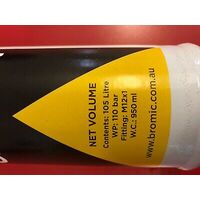 NET VOLUME
Contents: 105 Litre
WP: 110 bar
Fitting: M12x1
W.C.: 950 ml
www.bromic.com.au